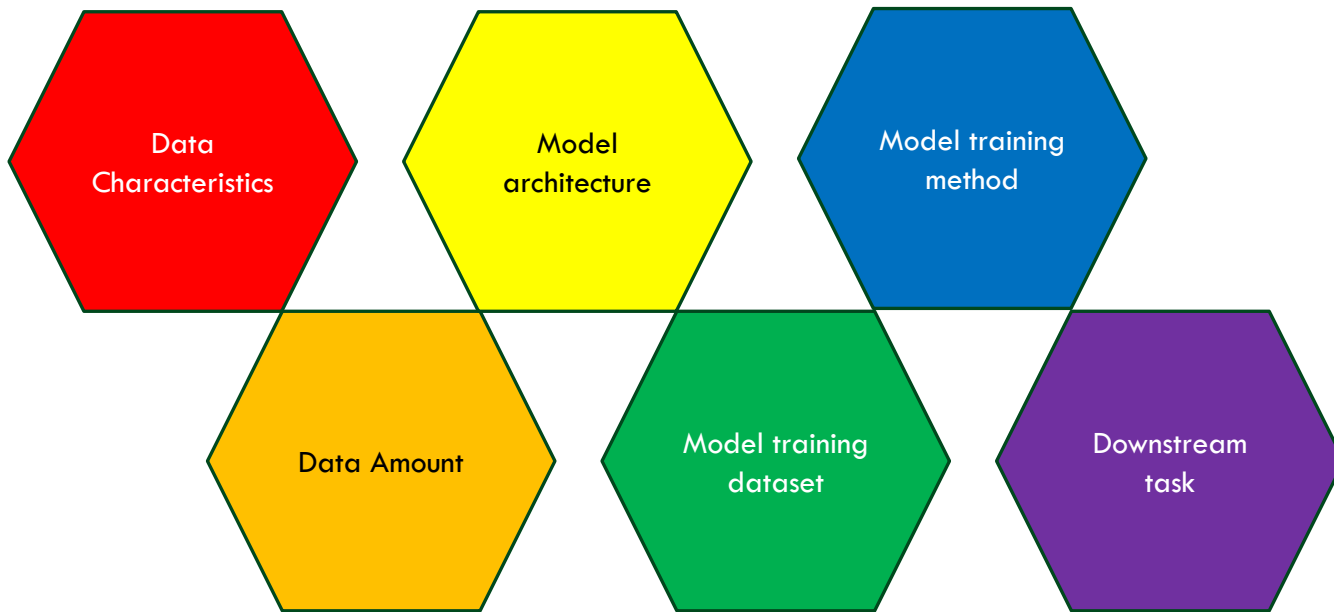 Data
Characteristics
Model
architecture
Model training
method
Data Amount
Model training
dataset
Downstream
task